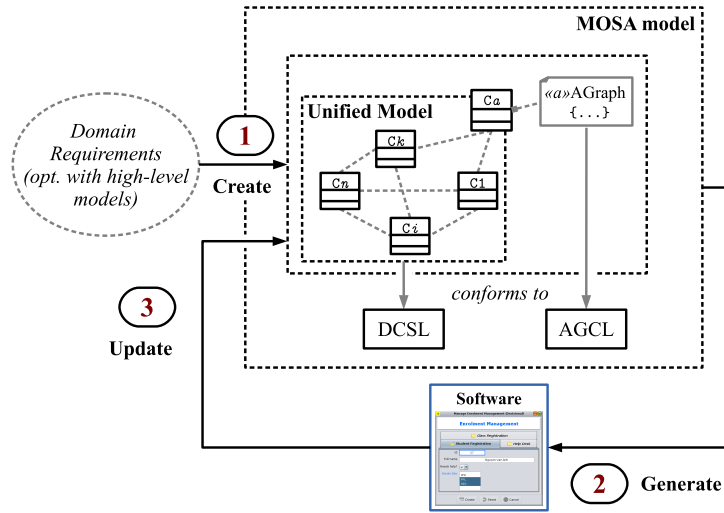 MOSA model
«a»AGraph
{...}
Unified Model
Ca
Ck
Cn
C1
Ci
Domain
Requirements
(opt. with high-level
models)
1
Create
conforms to
DCSL
AGCL
3
Update
Software
Enrolment Management
Class Registration
Student Registration
Help Desk
2
Generate